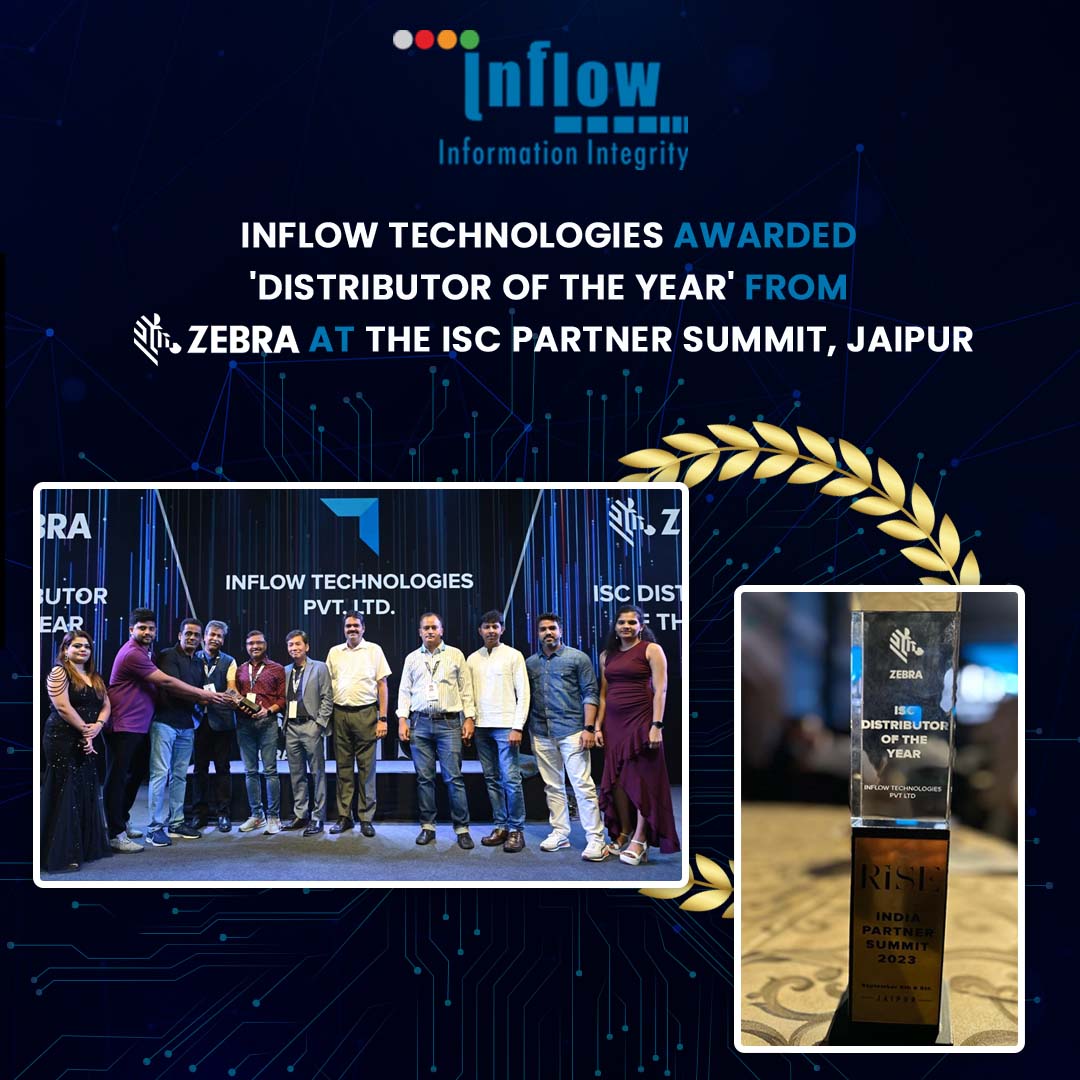 inflow
Information Integrity
INFLOW TECHNOLOGIES AWARDED
'DISTRIBUTOR OF THE YEAR' FROM
ZEBRA AT THE ISC PARTNER SUMMIT, JAIPUR
BRA
Z
INFLOW TECHNOLOGIES
PVT. LTD.
BUTOR
EAR
ISC DIST
F TH
ZEBRA
ISC
DISTRIBUTOR
OF THE
YEAR
INFLOW TECHNOLOGIES
PVT LTD
RiSE
INDIA
PARTNER
SUMMIT
2023
September
JAIPUR